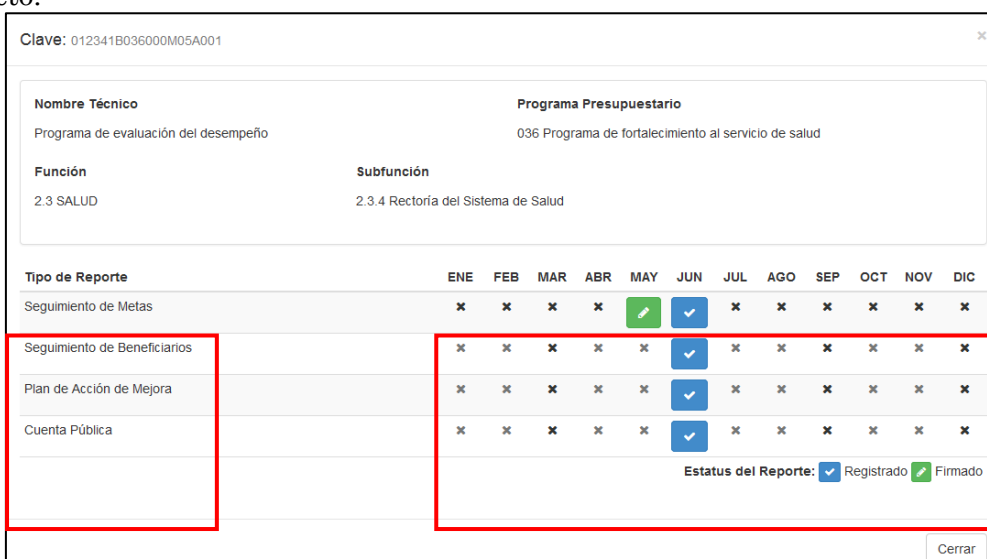 Clave: 012341B036000M05A001 ×
Nombre Técnico Programa Presupuestario
Programa de evaluación del desempeño 036 Programa de fortalecimiento al servicio de salud
Función Subfunción
2.3 SALUD 2.3.4 Rectoría del Sistema de Salud
Tipo de Reporte ENE FEB MAR ABR MAY JUN JUL AGO SEP OCT NOV DIC
Seguimiento de Metas
Seguimiento de Beneficiarios
Plan de Acción de Mejora
Cuenta Pública
Estatus del Reporte: Registrado Firmado
Cerrar